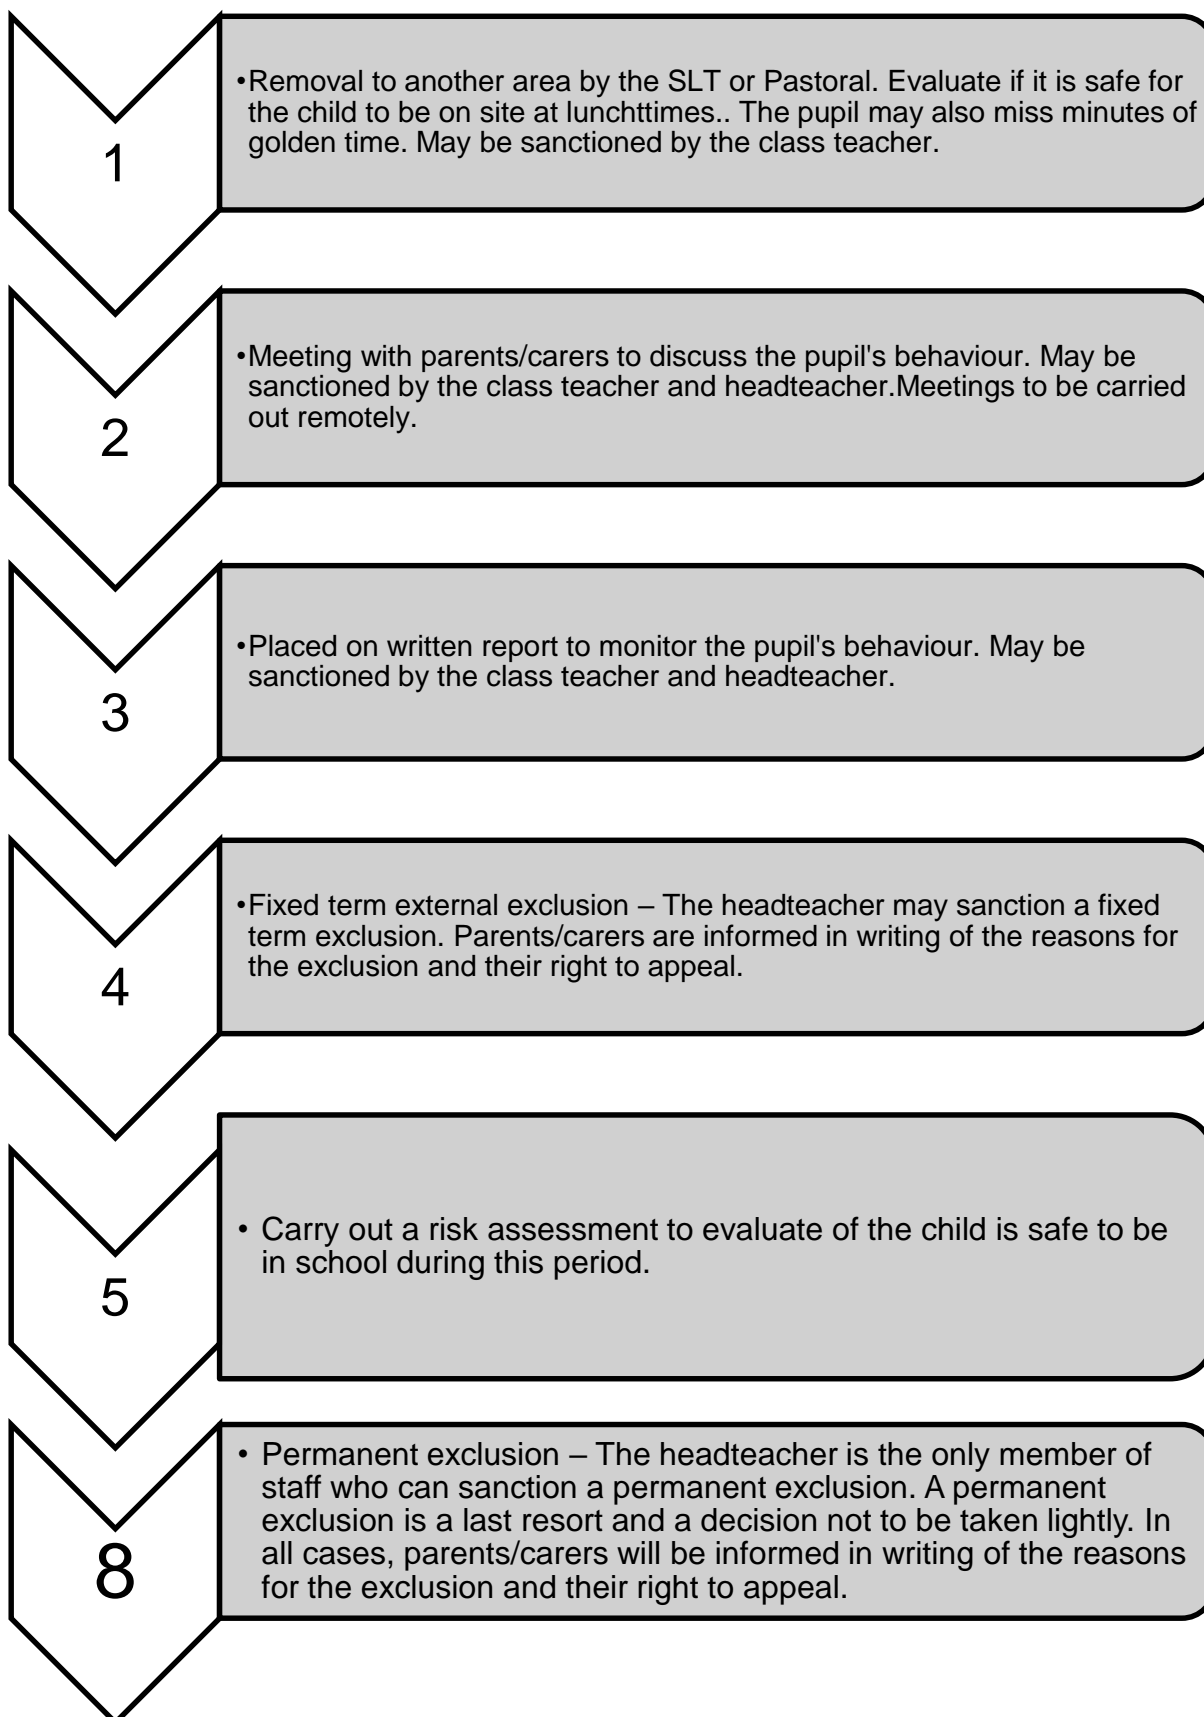 1
•Removal to another area by the SLT or Pastoral. Evaluate if it is safe for
the child to be on site at lunchttimes.. The pupil may also miss minutes of
golden time. May be sanctioned by the class teacher.
2
•Meeting with parents/carers to discuss the pupil's behaviour. May be
sanctioned by the class teacher and headteacher.Meetings to be carried
out remotely.
3
•Placed on written report to monitor the pupil's behaviour. May be
sanctioned by the class teacher and headteacher.
4
•Fixed term external exclusion – The headteacher may sanction a fixed
term exclusion. Parents/carers are informed in writing of the reasons for
the exclusion and their right to appeal.
5
• Carry out a risk assessment to evaluate of the child is safe to be
in school during this period.
8
• Permanent exclusion – The headteacher is the only member of
staff who can sanction a permanent exclusion. A permanent
exclusion is a last resort and a decision not to be taken lightly. In
all cases, parents/carers will be informed in writing of the reasons
for the exclusion and their right to appeal.